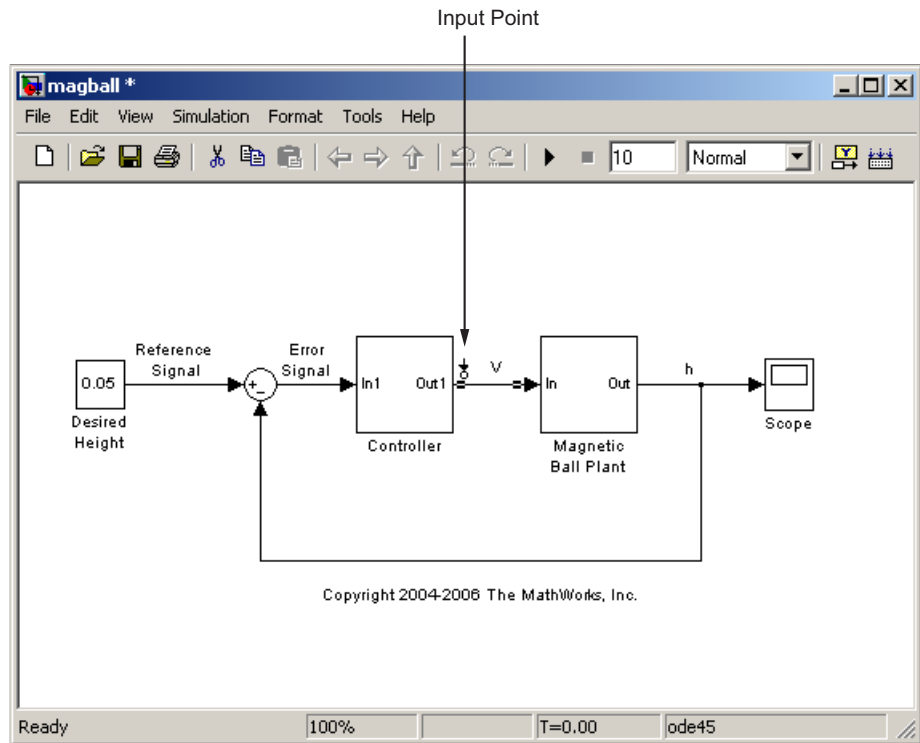 Input Point
magball *
File Edit View Simulation Format Tools Help
10 Normal
Reference
Signal
Error
Signal
V
h
0.05
+
−
In1 Out1
In Out
Desired
Height
Controller
Magnetic
Ball Plant
Scope
Copyright 2004-2006 The MathWorks, Inc.
Ready 100% T=0.00 ode45